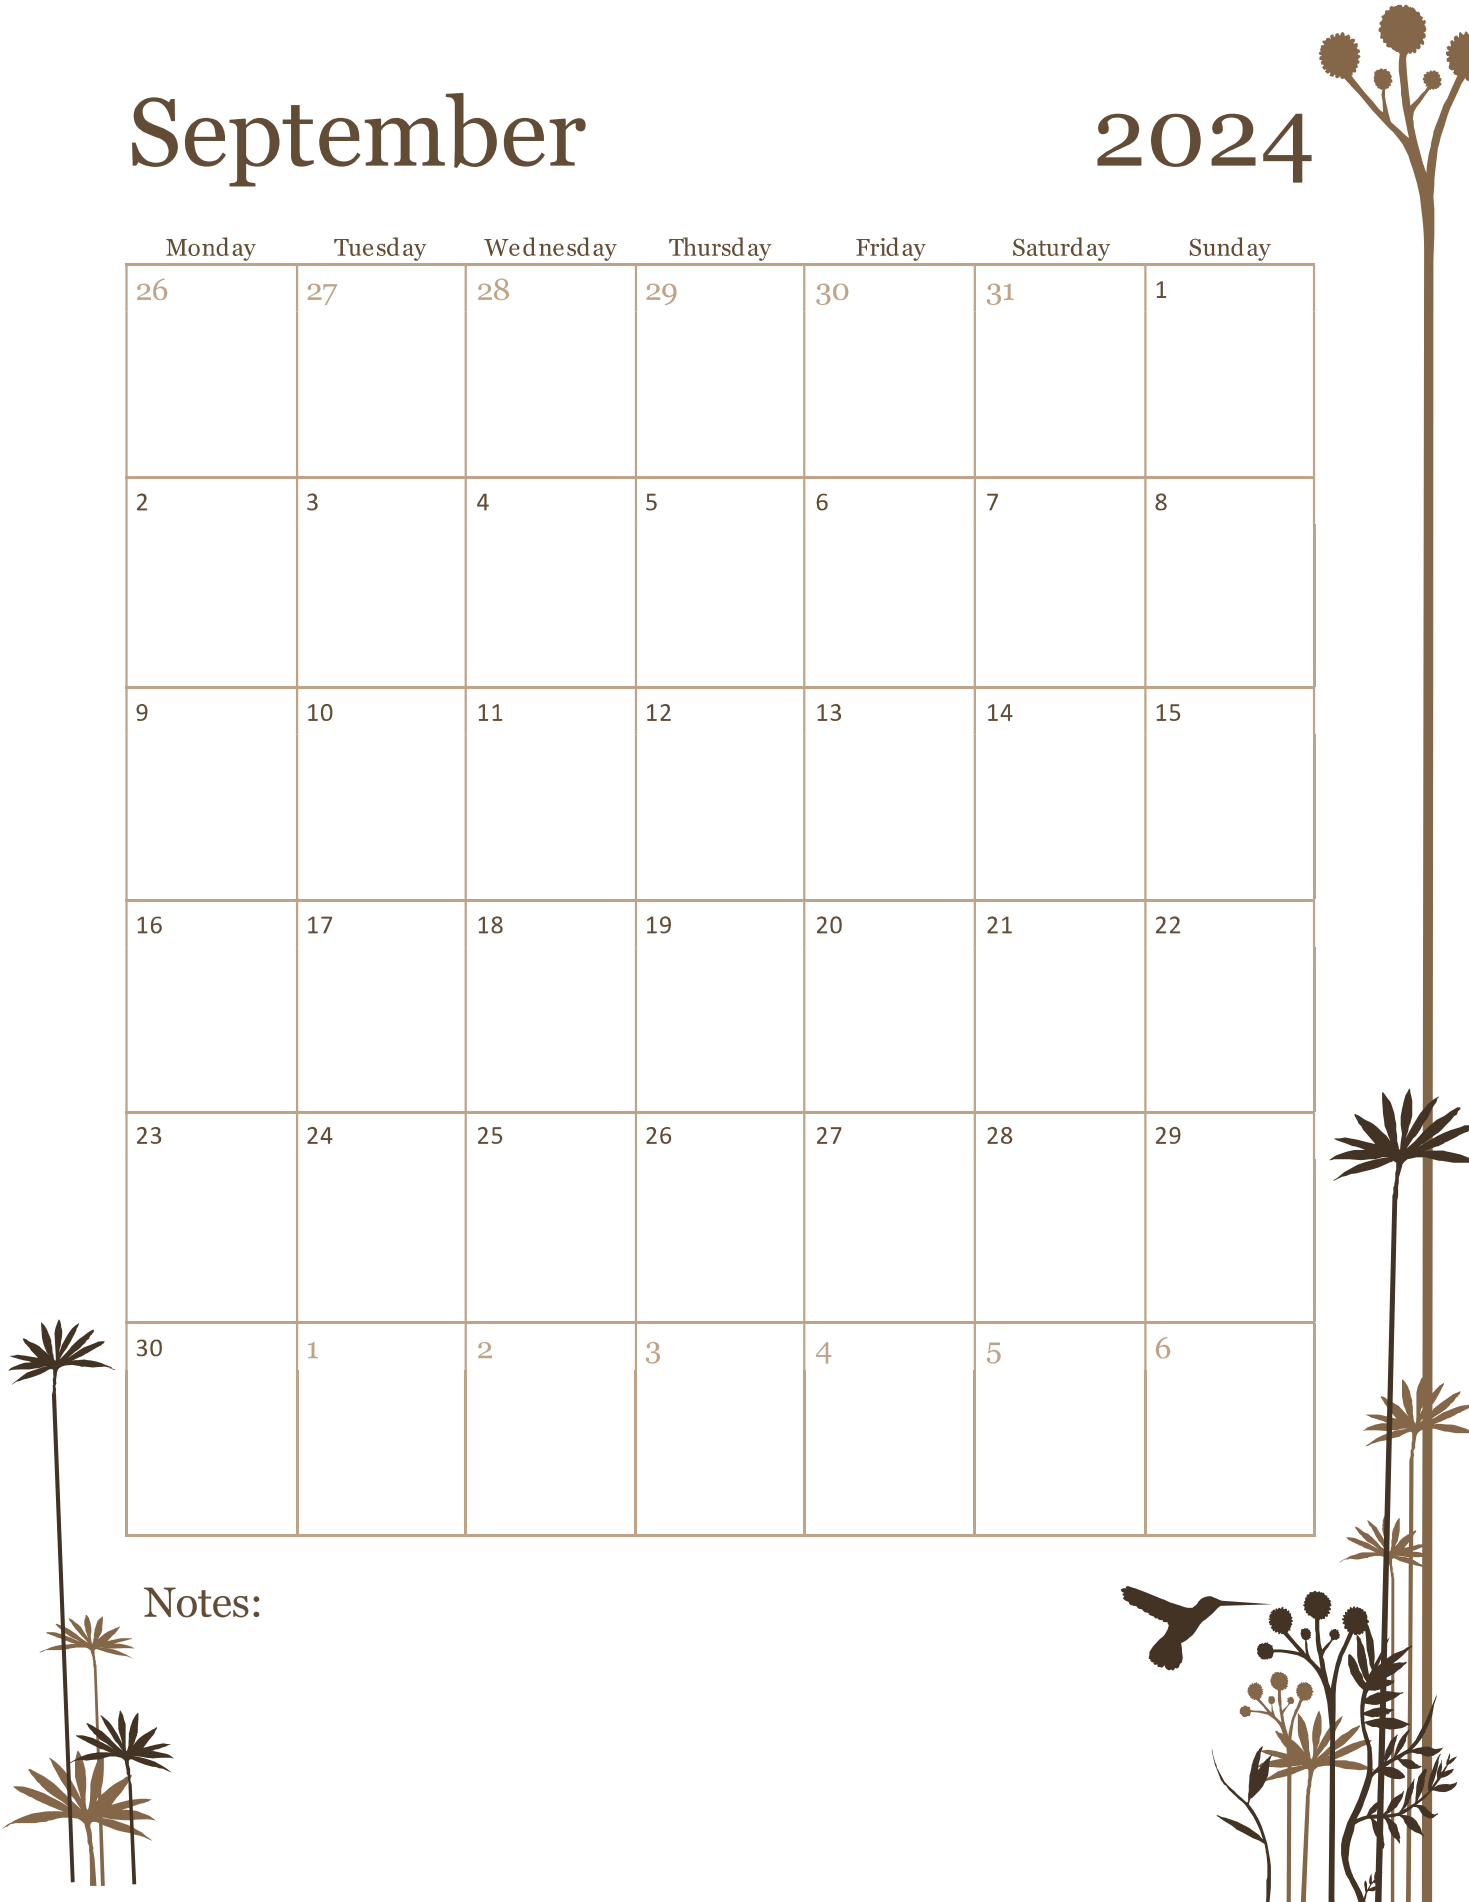 September 2024
Monday Tuesday Wednesday Thursday Friday Saturday Sunday
26 27 28 29 30 31 1
2 3 4 5 6 7 8
9 10 11 12 13 14 15
16 17 18 19 20 21 22
23 24 25 26 27 28 29
30 1 2 3 4 5 6
Notes: